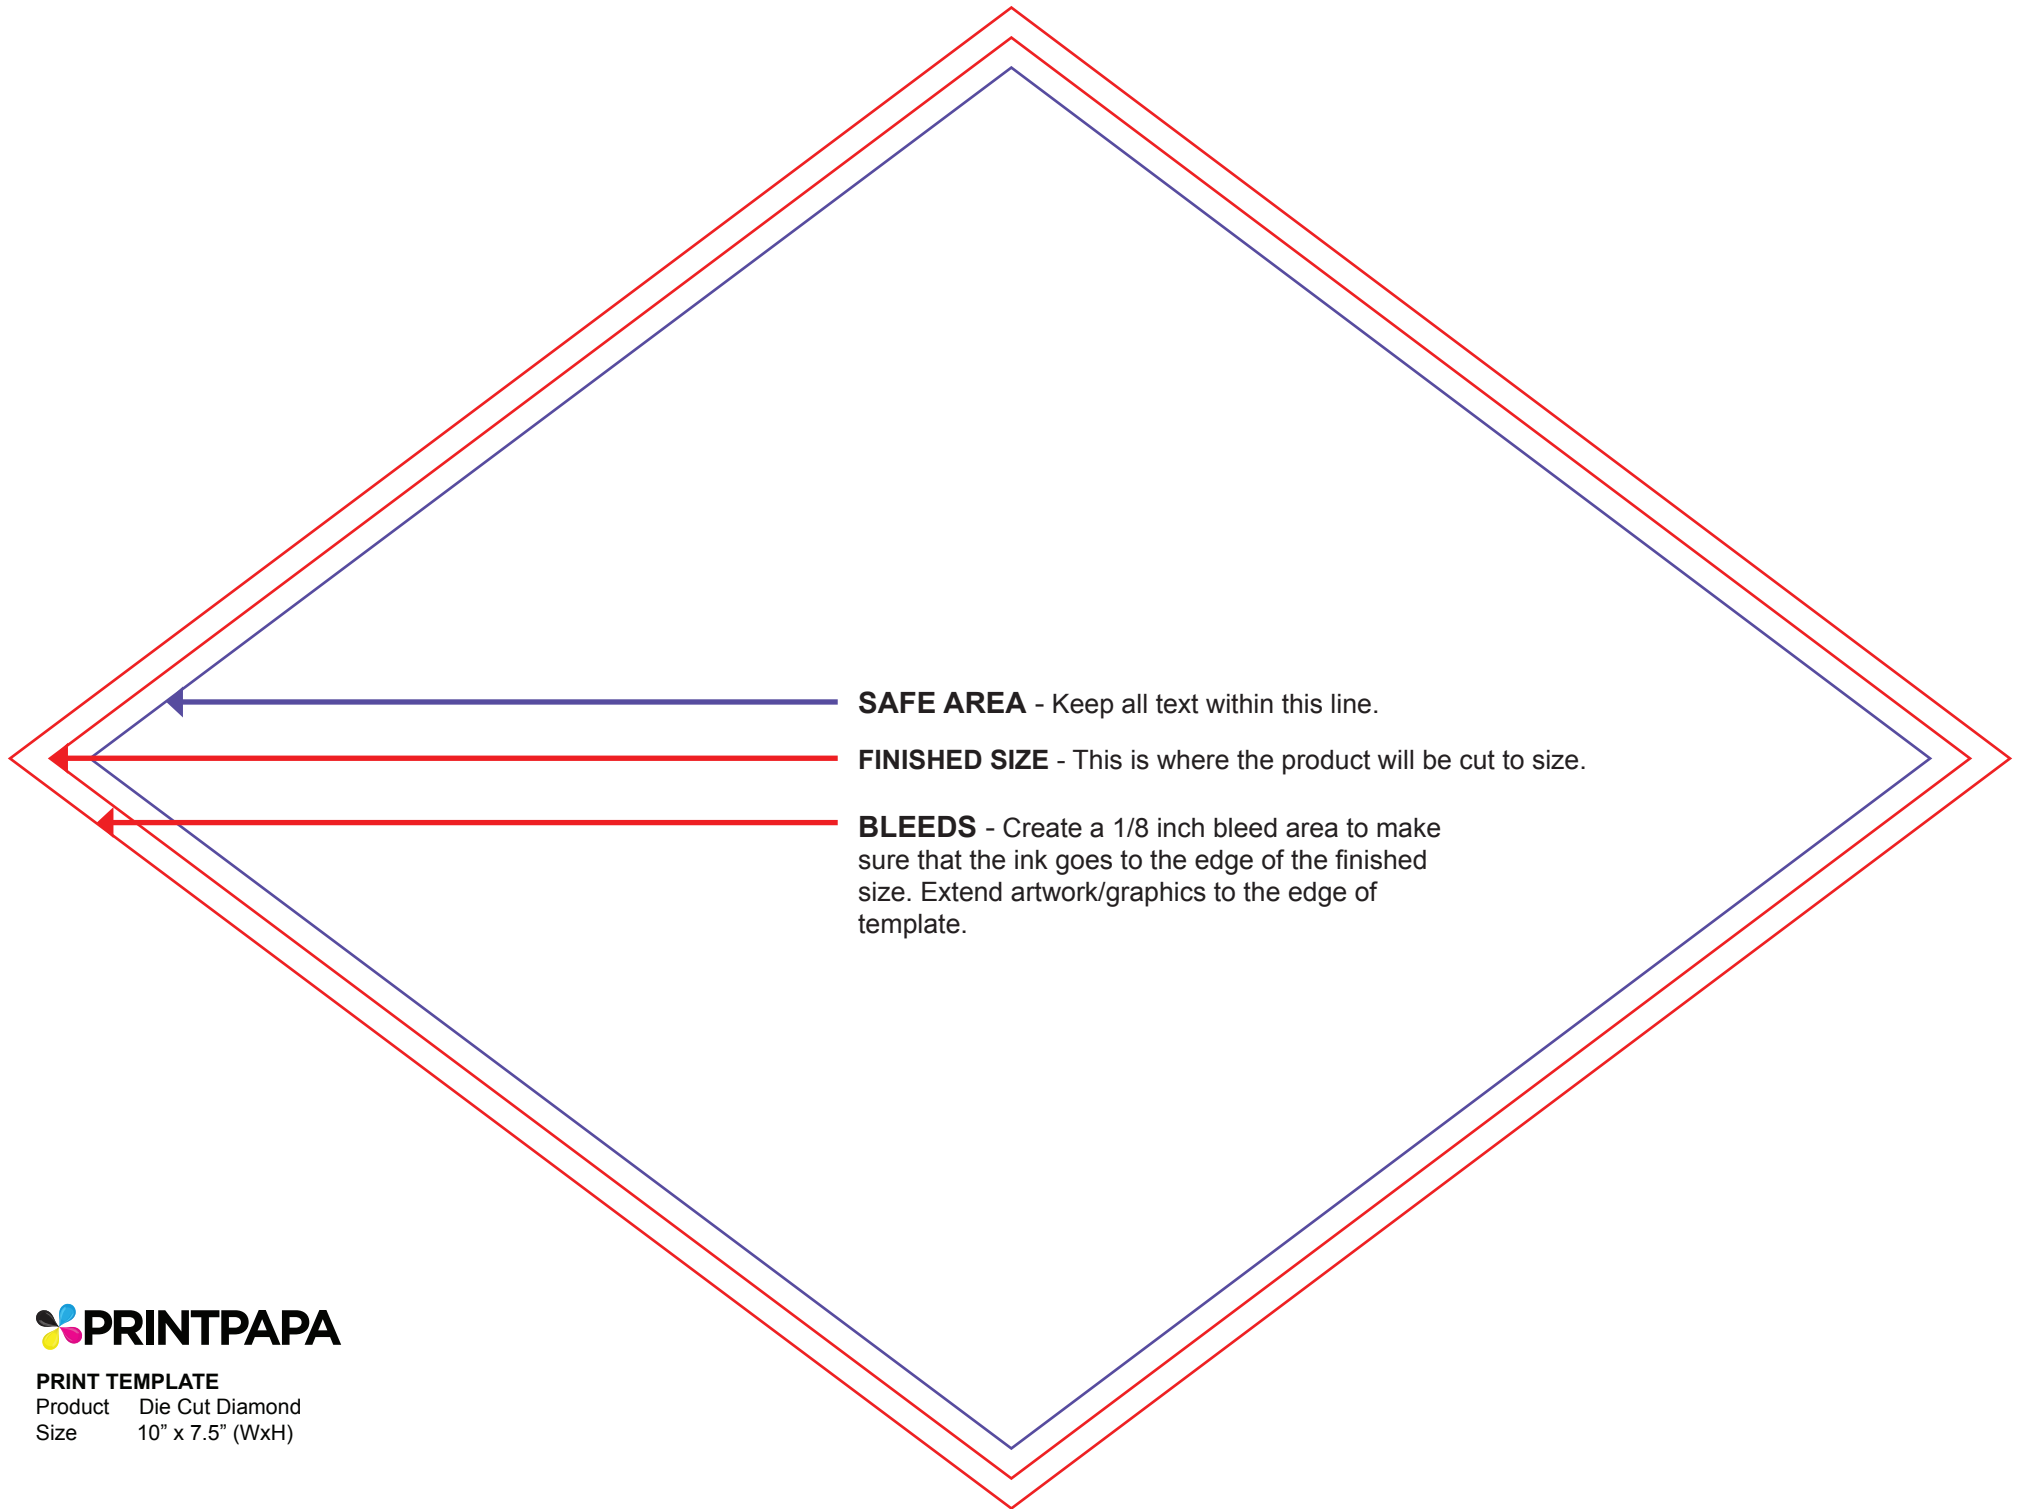 SAFE AREA - Keep all text within this line.
FINISHED SIZE - This is where the product will be cut to size.
BLEEDS - Create a 1/8 inch bleed area to make
sure that the ink goes to the edge of the finished
size. Extend artwork/graphics to the edge of
template.
PRINTPAPA
PRINT TEMPLATE
Product Die Cut Diamond
Size 10” x 7.5” (WxH)